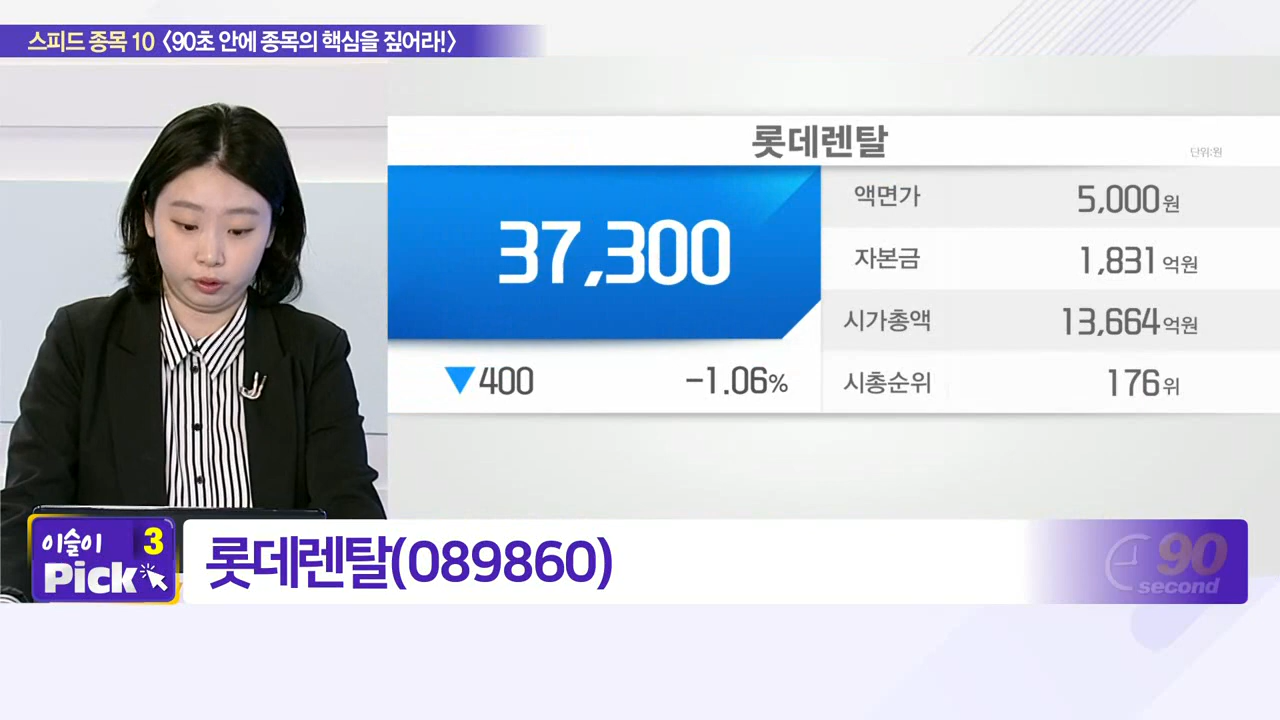 스피드 종목 10 〈90초 안에 종목의 핵심을 짚어라!〉
롯데렌탈
단위:원
37,300
▼400 -1.06%
액면가 5,000원
자본금 1,831억원
시가총액 13,664억원
시총순위 176위
이슬이 3
Pick
롯데렌탈(089860)
90
second